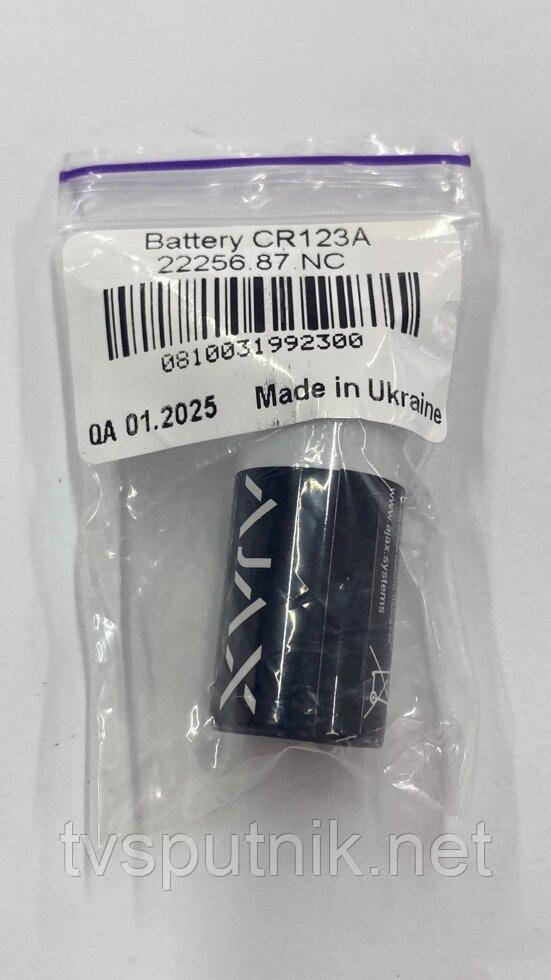 Battery CR123A
22256.87.NC
0810031992300
QA 01.2025 Made in Ukraine
AJAX
www.ajax.systems
tvsputnik.net